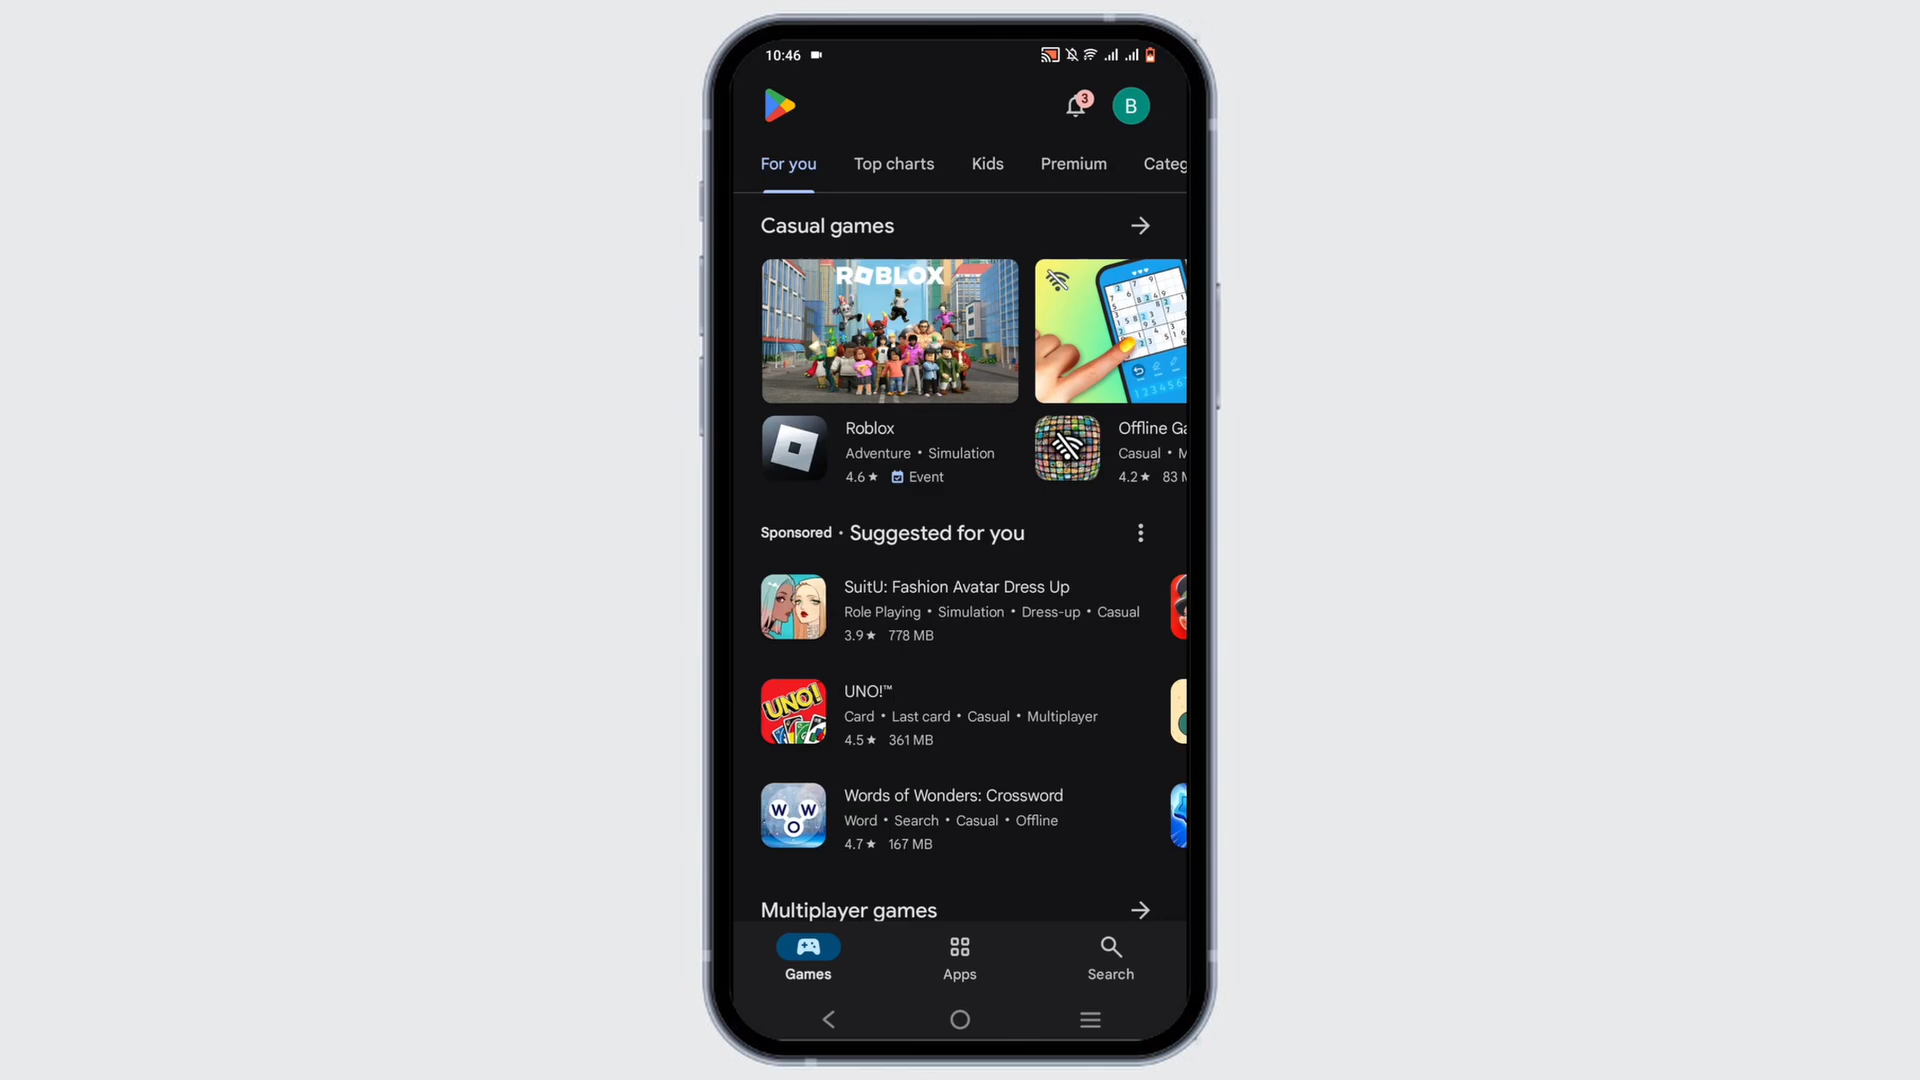 10:46
3
B
For you Top charts Kids Premium Categ
Casual games
ROBLOX
Roblox
Adventure • Simulation
4.6★ Event
Offline Ga
Casual • M
4.2★ 83 M
Sponsored • Suggested for you
SuitU: Fashion Avatar Dress Up
Role Playing • Simulation • Dress-up • Casual
3.9★ 778 MB
UNO!
UNO!™
Card • Last card • Casual • Multiplayer
4.5★ 361 MB
W W
O
Words of Wonders: Crossword
Word • Search • Casual • Offline
4.7★ 167 MB
Multiplayer games
Games Apps Search